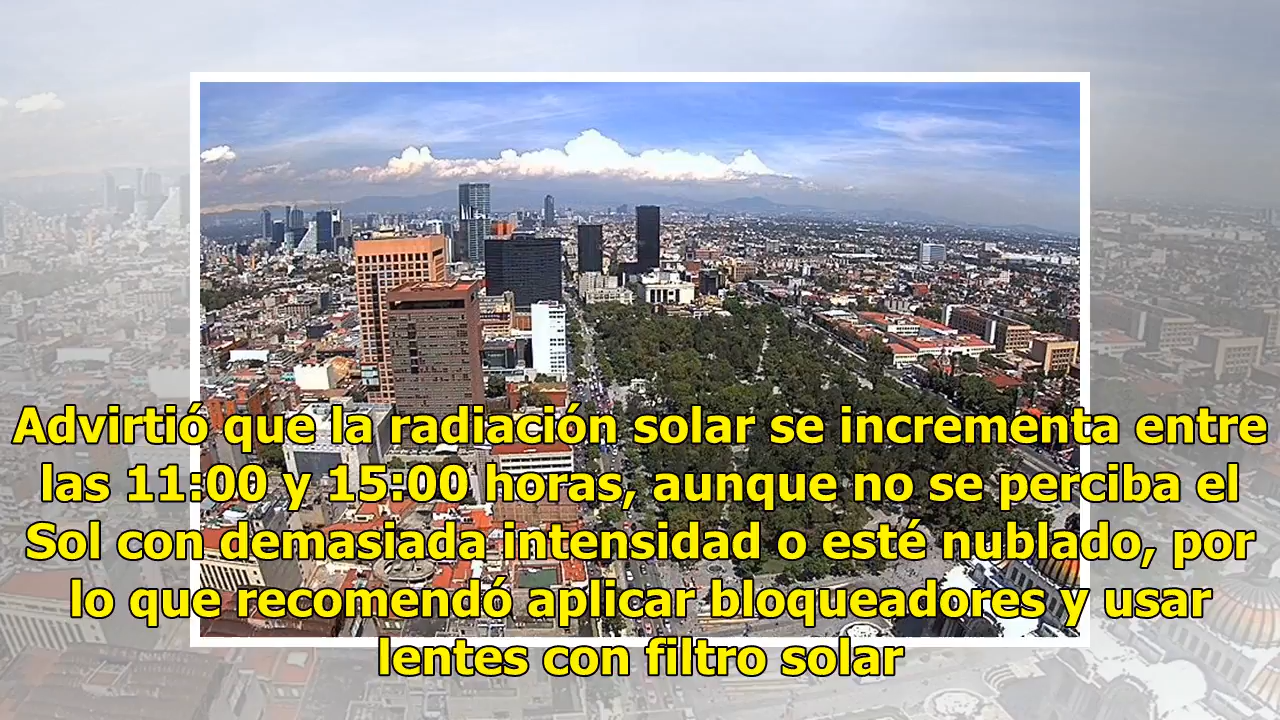 Advirtió que la radiación solar se incrementa entre
las 11:00 y 15:00 horas, aunque no se perciba el
Sol con demasiada intensidad o esté nublado, por
lo que recomendó aplicar bloqueadores y usar
lentes con filtro solar